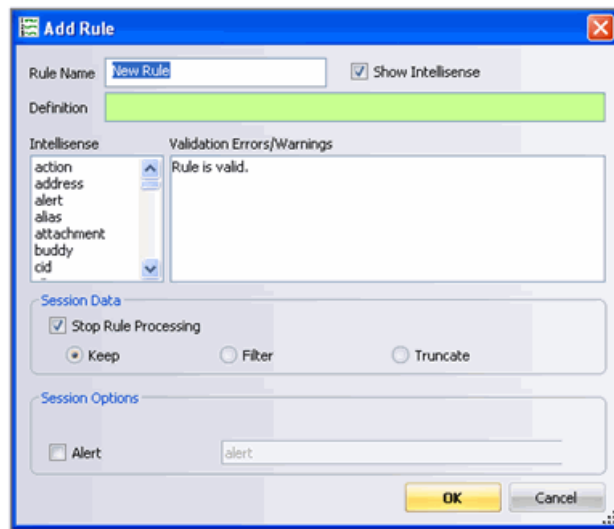 Add Rule
Rule Name New Rule Show Intellisense
Definition
Intellisense Validation Errors/Warnings
action Rule is valid.
address
alert
alias
attachment
buddy
cid
Session Data
Stop Rule Processing
Keep Filter Truncate
Session Options
Alert alert
OK Cancel